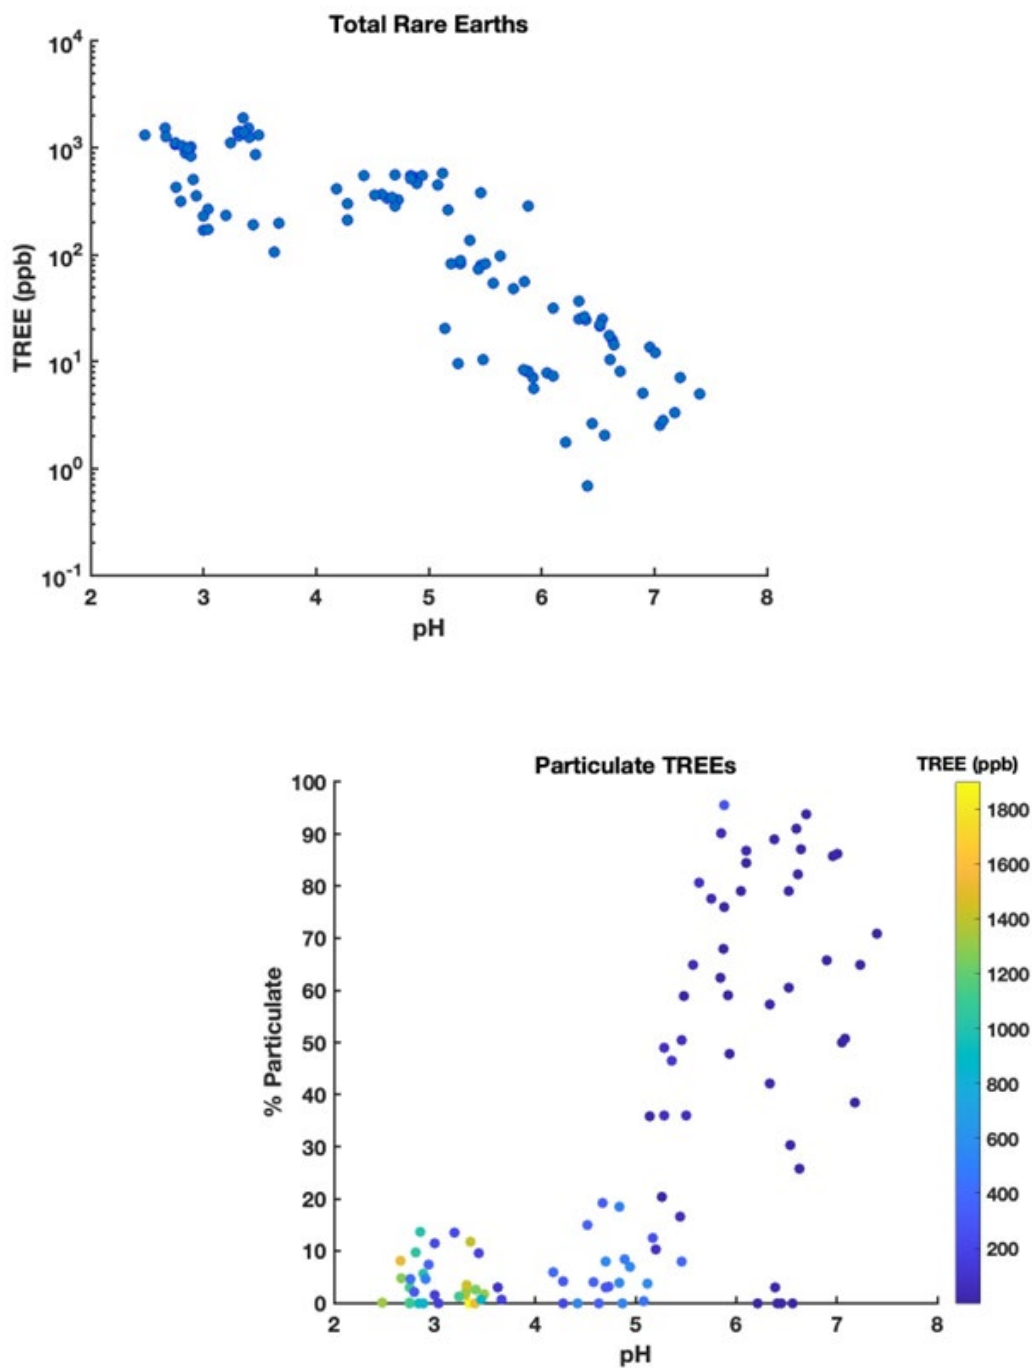 Total Rare Earths
10^4
10^3
10^2
10^1
10^0
10^-1
TREE (ppb)
2 3 4 5 6 7 8
pH
Particulate TREEs
TREE (ppb)
100
90
80
70
60
50
40
30
20
10
0
% Particulate
2 3 4 5 6 7 8
pH
1800
1600
1400
1200
1000
800
600
400
200